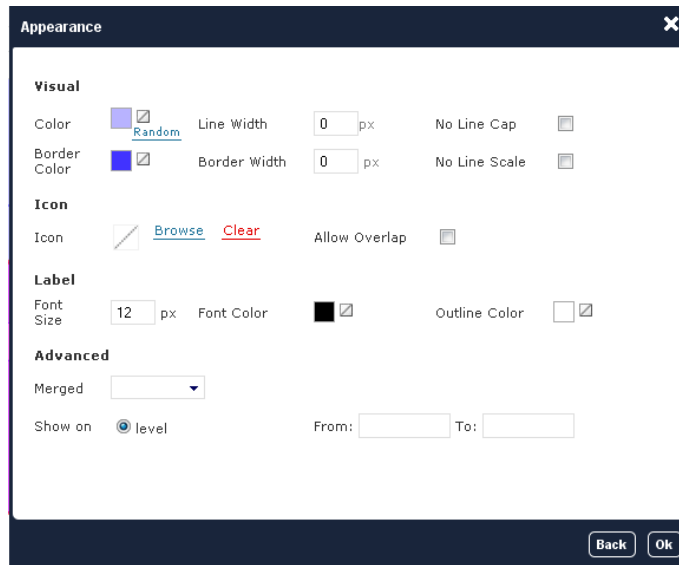 Appearance
Visual
Color Random Line Width 0 px No Line Cap
Border Color Border Width 0 px No Line Scale
Icon
Icon Browse Clear Allow Overlap
Label
Font Size 12 px Font Color Outline Color
Advanced
Merged
Show on level From: To:
Back Ok